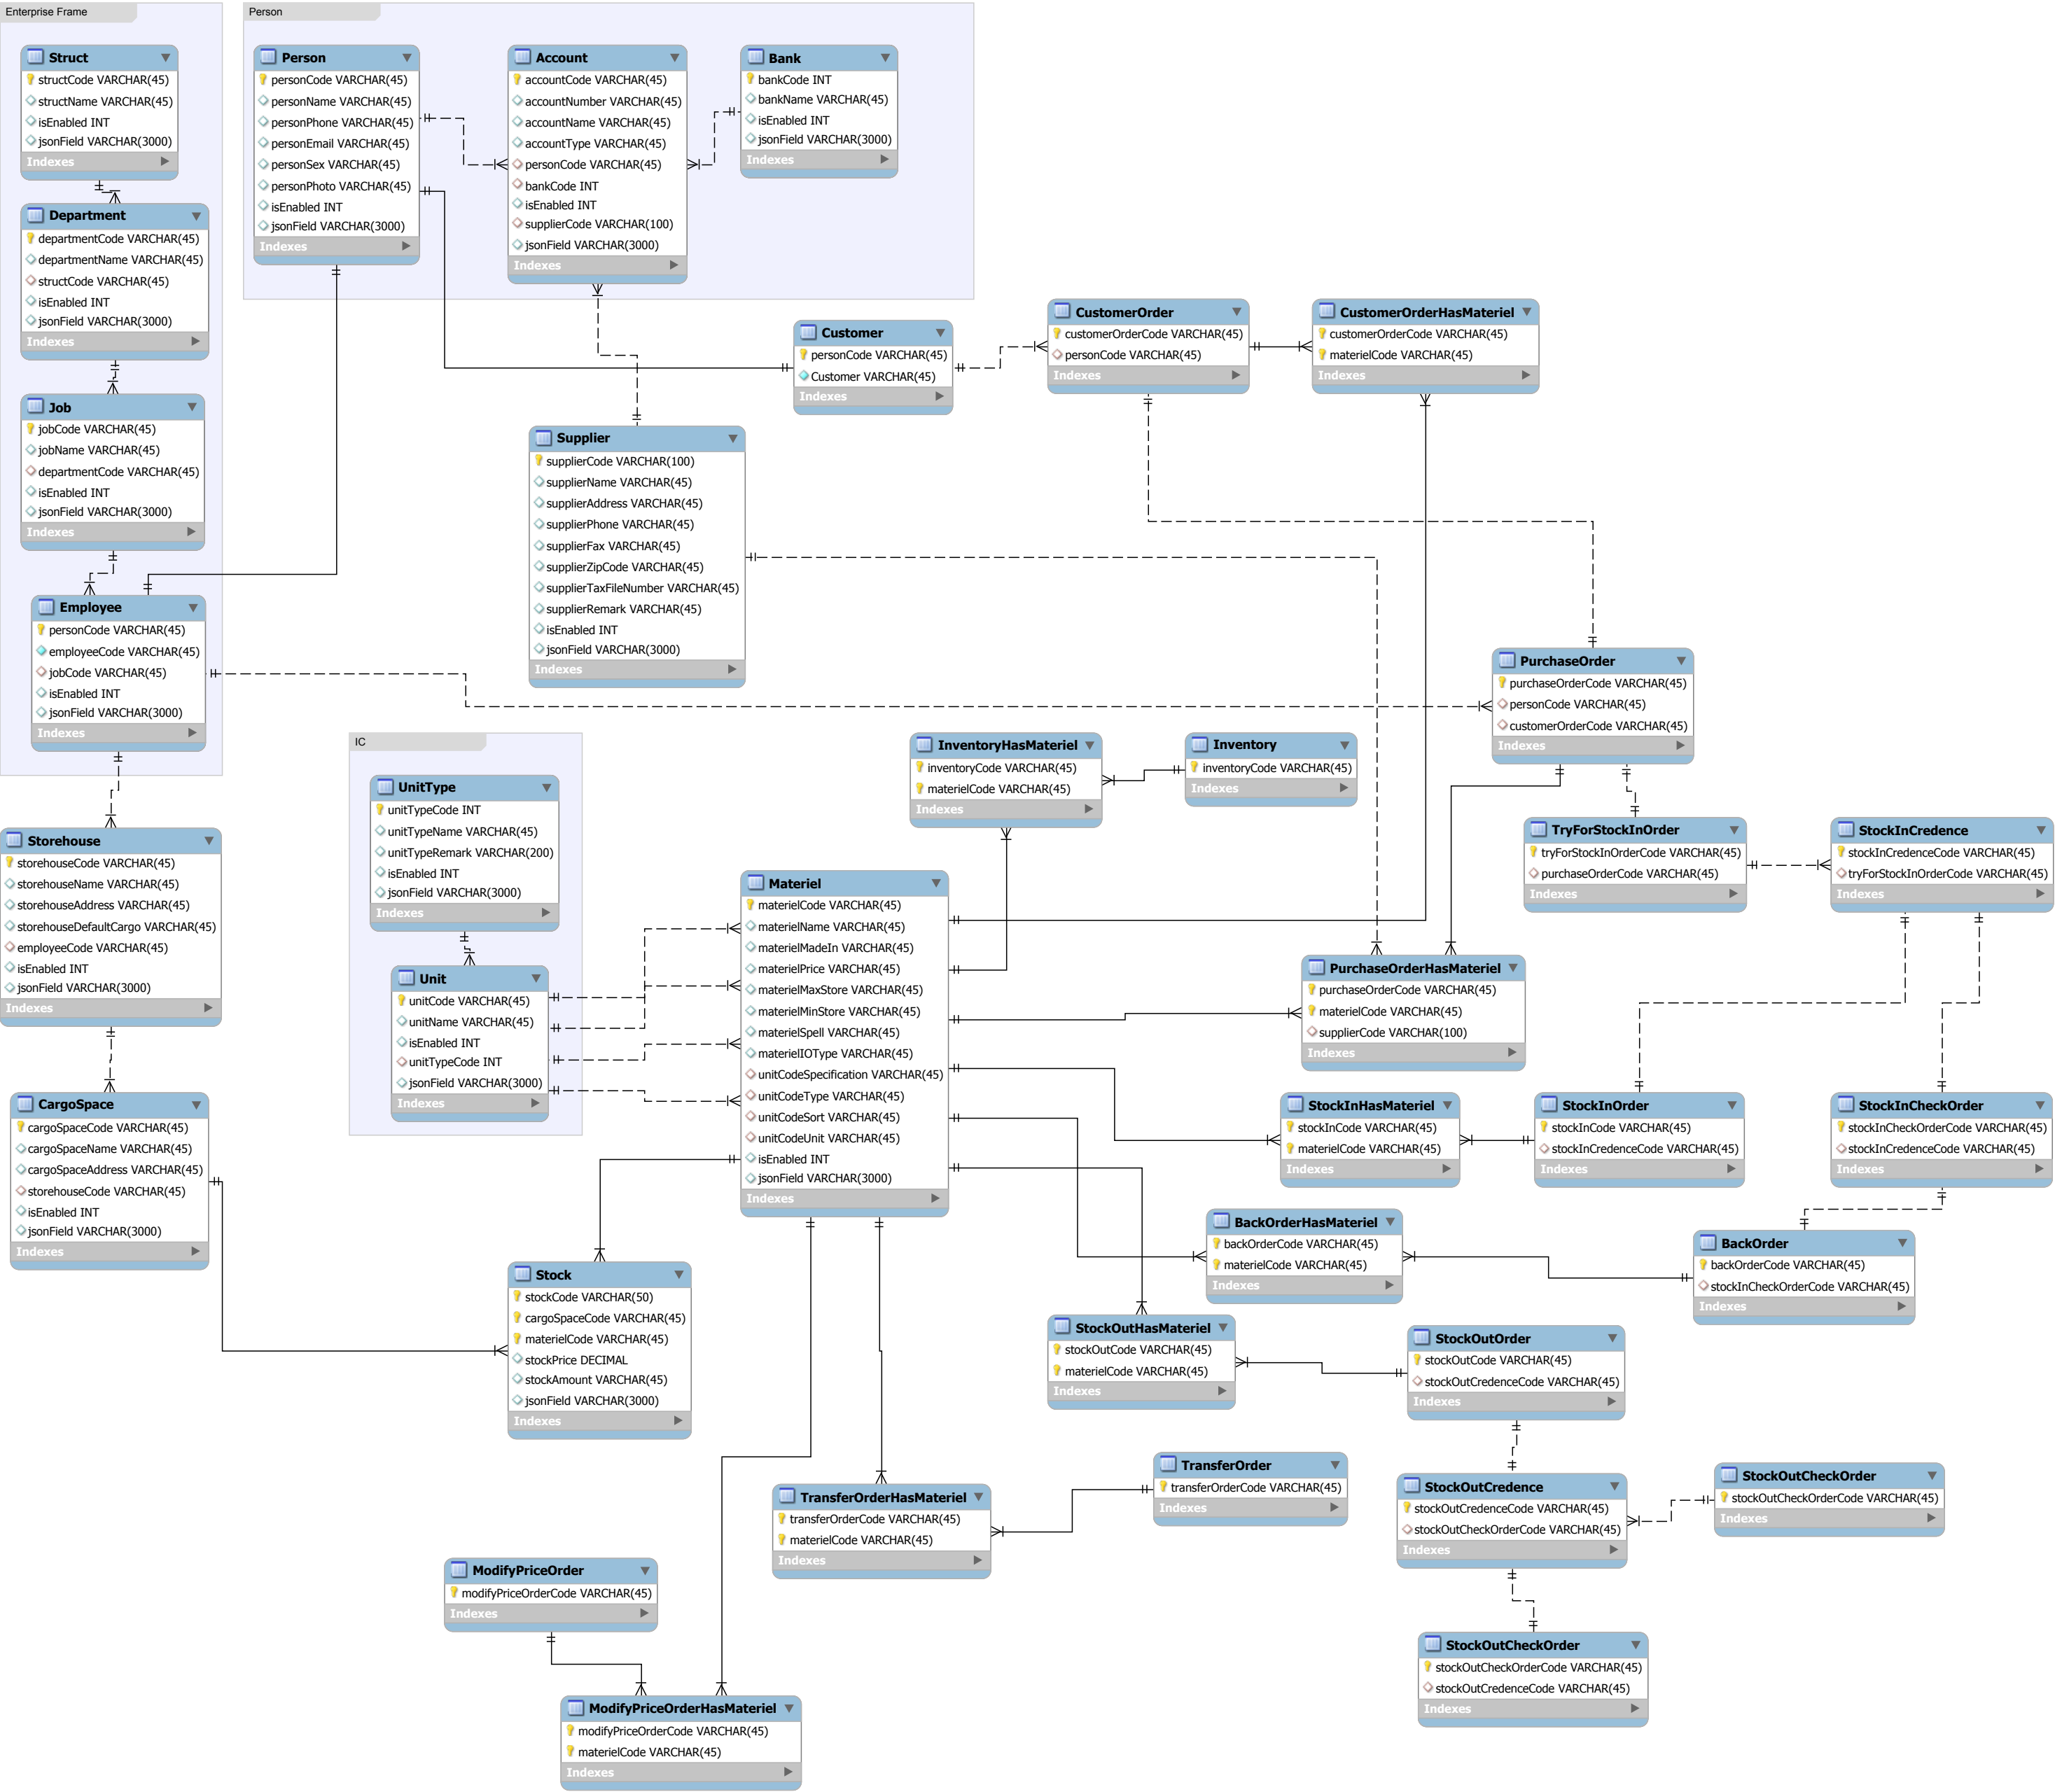 Enterprise Frame
Struct
structCode VARCHAR(45)
structName VARCHAR(45)
isEnabled INT
jsonField VARCHAR(3000)
Indexes
Department
departmentCode VARCHAR(45)
departmentName VARCHAR(45)
structCode VARCHAR(45)
isEnabled INT
jsonField VARCHAR(3000)
Indexes
Job
jobCode VARCHAR(45)
jobName VARCHAR(45)
departmentCode VARCHAR(45)
isEnabled INT
jsonField VARCHAR(3000)
Indexes
Employee
personCode VARCHAR(45)
employeeCode VARCHAR(45)
jobCode VARCHAR(45)
isEnabled INT
jsonField VARCHAR(3000)
Indexes
Person
Person
personCode VARCHAR(45)
personName VARCHAR(45)
personPhone VARCHAR(45)
personEmail VARCHAR(45)
personSex VARCHAR(45)
personPhoto VARCHAR(45)
isEnabled INT
jsonField VARCHAR(3000)
Indexes
Account
accountCode VARCHAR(45)
accountNumber VARCHAR(45)
accountName VARCHAR(45)
accountType VARCHAR(45)
personCode VARCHAR(45)
bankCode INT
isEnabled INT
supplierCode VARCHAR(100)
jsonField VARCHAR(3000)
Indexes
Bank
bankCode INT
bankName VARCHAR(45)
isEnabled INT
jsonField VARCHAR(3000)
Indexes
Customer
personCode VARCHAR(45)
Customer VARCHAR(45)
Indexes
CustomerOrder
customerOrderCode VARCHAR(45)
personCode VARCHAR(45)
Indexes
CustomerOrderHasMateriel
customerOrderCode VARCHAR(45)
materielCode VARCHAR(45)
Indexes
Supplier
supplierCode VARCHAR(100)
supplierName VARCHAR(45)
supplierAddress VARCHAR(45)
supplierPhone VARCHAR(45)
supplierFax VARCHAR(45)
supplierZipCode VARCHAR(45)
supplierTaxFileNumber VARCHAR(45)
supplierRemark VARCHAR(45)
isEnabled INT
jsonField VARCHAR(3000)
Indexes
PurchaseOrder
purchaseOrderCode VARCHAR(45)
personCode VARCHAR(45)
customerOrderCode VARCHAR(45)
Indexes
Storehouse
storehouseCode VARCHAR(45)
storehouseName VARCHAR(45)
storehouseAddress VARCHAR(45)
storehouseDefaultCargo VARCHAR(45)
employeeCode VARCHAR(45)
isEnabled INT
jsonField VARCHAR(3000)
Indexes
CargoSpace
cargoSpaceCode VARCHAR(45)
cargoSpaceName VARCHAR(45)
cargoSpaceAddress VARCHAR(45)
storehouseCode VARCHAR(45)
isEnabled INT
jsonField VARCHAR(3000)
Indexes
IC
UnitType
unitTypeCode INT
unitTypeName VARCHAR(45)
unitTypeRemark VARCHAR(200)
isEnabled INT
jsonField VARCHAR(3000)
Indexes
Unit
unitCode VARCHAR(45)
unitName VARCHAR(45)
isEnabled INT
unitTypeCode INT
jsonField VARCHAR(3000)
Indexes
InventoryHasMateriel
inventoryCode VARCHAR(45)
materielCode VARCHAR(45)
Indexes
Inventory
inventoryCode VARCHAR(45)
Indexes
TryForStockInOrder
tryForStockInOrderCode VARCHAR(45)
purchaseOrderCode VARCHAR(45)
Indexes
StockInCredence
stockInCredenceCode VARCHAR(45)
tryForStockInOrderCode VARCHAR(45)
Indexes
Materiel
materielCode VARCHAR(45)
materielName VARCHAR(45)
materielMadeIn VARCHAR(45)
materielPrice VARCHAR(45)
materielMaxStore VARCHAR(45)
materielMinStore VARCHAR(45)
materielSpell VARCHAR(45)
materielIOType VARCHAR(45)
unitCodeSpecification VARCHAR(45)
unitCodeType VARCHAR(45)
unitCodeSort VARCHAR(45)
unitCodeUnit VARCHAR(45)
isEnabled INT
jsonField VARCHAR(3000)
Indexes
PurchaseOrderHasMateriel
purchaseOrderCode VARCHAR(45)
materielCode VARCHAR(45)
supplierCode VARCHAR(100)
Indexes
StockInHasMateriel
stockInCode VARCHAR(45)
materielCode VARCHAR(45)
Indexes
StockInOrder
stockInCode VARCHAR(45)
stockInCredenceCode VARCHAR(45)
Indexes
StockInCheckOrder
stockInCheckOrderCode VARCHAR(45)
stockInCredenceCode VARCHAR(45)
Indexes
BackOrderHasMateriel
backOrderCode VARCHAR(45)
materielCode VARCHAR(45)
Indexes
BackOrder
backOrderCode VARCHAR(45)
stockInCheckOrderCode VARCHAR(45)
Indexes
Stock
stockCode VARCHAR(50)
cargoSpaceCode VARCHAR(45)
materielCode VARCHAR(45)
stockPrice DECIMAL
stockAmount VARCHAR(45)
jsonField VARCHAR(3000)
Indexes
StockOutHasMateriel
stockOutCode VARCHAR(45)
materielCode VARCHAR(45)
Indexes
StockOutOrder
stockOutCode VARCHAR(45)
stockOutCredenceCode VARCHAR(45)
Indexes
TransferOrderHasMateriel
transferOrderCode VARCHAR(45)
materielCode VARCHAR(45)
Indexes
TransferOrder
transferOrderCode VARCHAR(45)
Indexes
StockOutCredence
stockOutCredenceCode VARCHAR(45)
stockOutCheckOrderCode VARCHAR(45)
Indexes
StockOutCheckOrder
stockOutCheckOrderCode VARCHAR(45)
Indexes
ModifyPriceOrder
modifyPriceOrderCode VARCHAR(45)
Indexes
StockOutCheckOrder
stockOutCheckOrderCode VARCHAR(45)
stockOutCredenceCode VARCHAR(45)
Indexes
ModifyPriceOrderHasMateriel
modifyPriceOrderCode VARCHAR(45)
materielCode VARCHAR(45)
Indexes